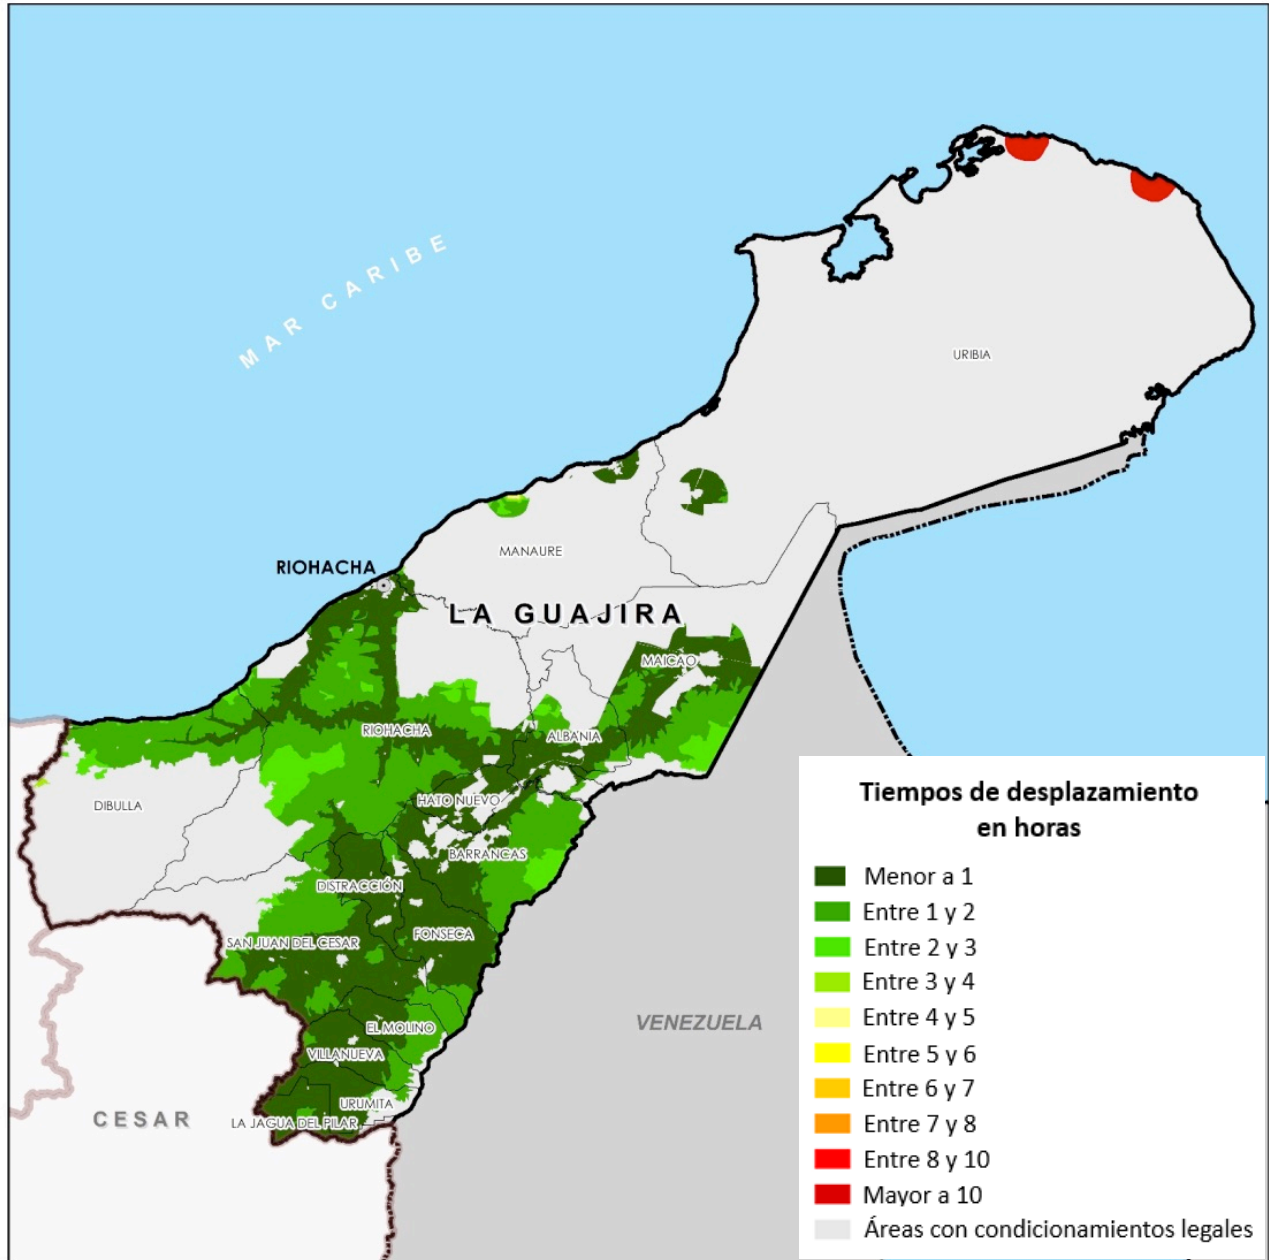 MAR CARIBE
URIBIA
MANAURE
RIOHACHA
LA GUAJIRA
MAICAO
RIOHACHA
ALBANIA
DIBULLA
HATO NUEVO
BARRANCAS
DISTRACCIÓN
FONSECA
SAN JUAN DEL CESAR
EL MOLINO
VILLANUEVA
URUMITA
LA JAGUA DEL PILAR
VENEZUELA
CESAR
Tiempos de desplazamiento
en horas
Menor a 1
Entre 1 y 2
Entre 2 y 3
Entre 3 y 4
Entre 4 y 5
Entre 5 y 6
Entre 6 y 7
Entre 7 y 8
Entre 8 y 10
Mayor a 10
Áreas con condicionamientos legales